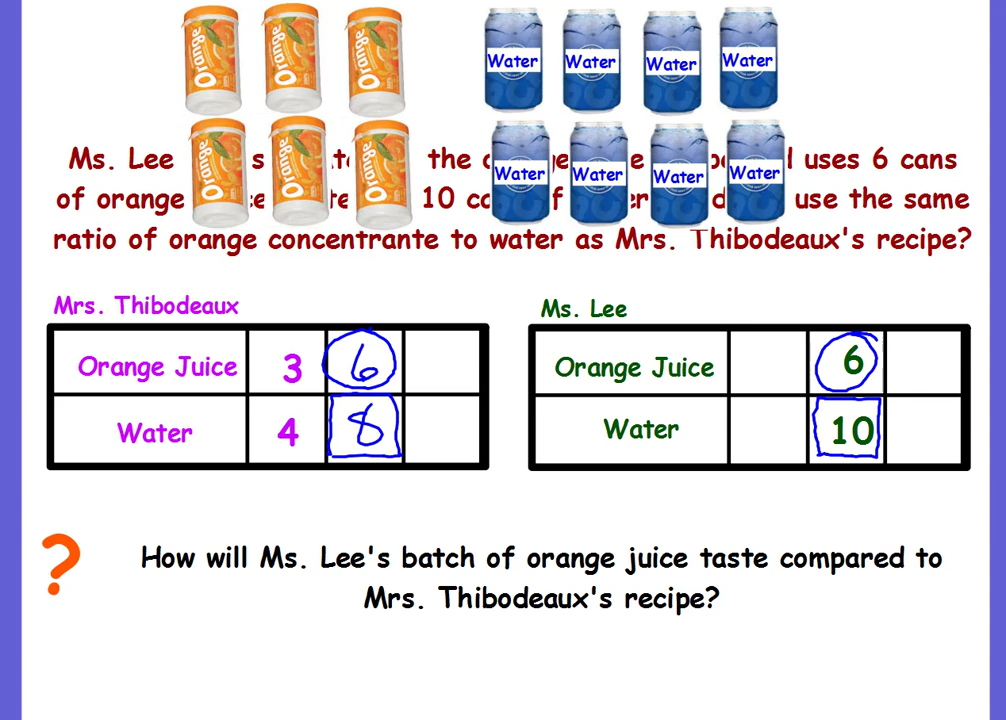 Orange Orange Orange Water Water Water Water
Orange Orange Orange Water Water Water Water
Ms. Lee the uses 6 cans
of orange 10 use the same
ratio of orange concentrante to water as Mrs. Thibodeaux's recipe?
Mrs. Thibodeaux
Orange Juice 3 6
Water 4 8
Ms. Lee
Orange Juice 6
Water 10
? How will Ms. Lee's batch of orange juice taste compared to
Mrs. Thibodeaux's recipe?